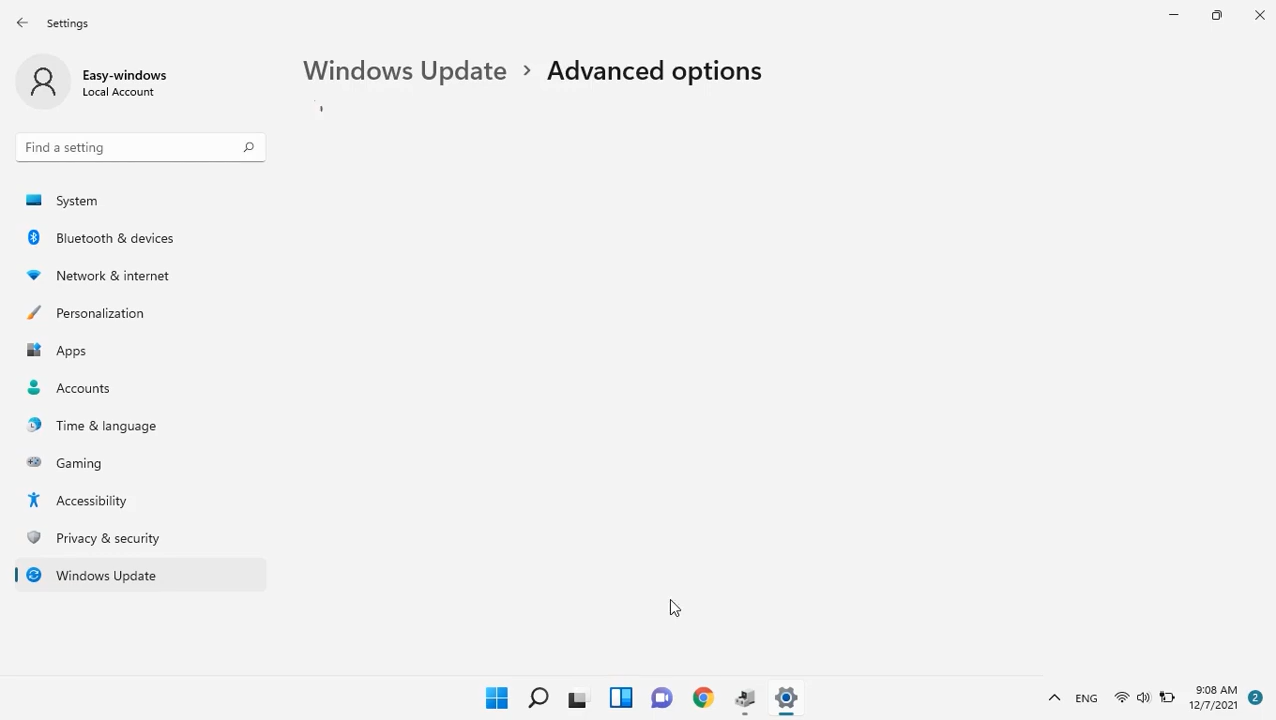 Settings
Easy-windows
Local Account
Windows Update > Advanced options
Find a setting
System
Bluetooth & devices
Network & internet
Personalization
Apps
Accounts
Time & language
Gaming
Accessibility
Privacy & security
Windows Update
ENG
9:08 AM
12/7/2021
2